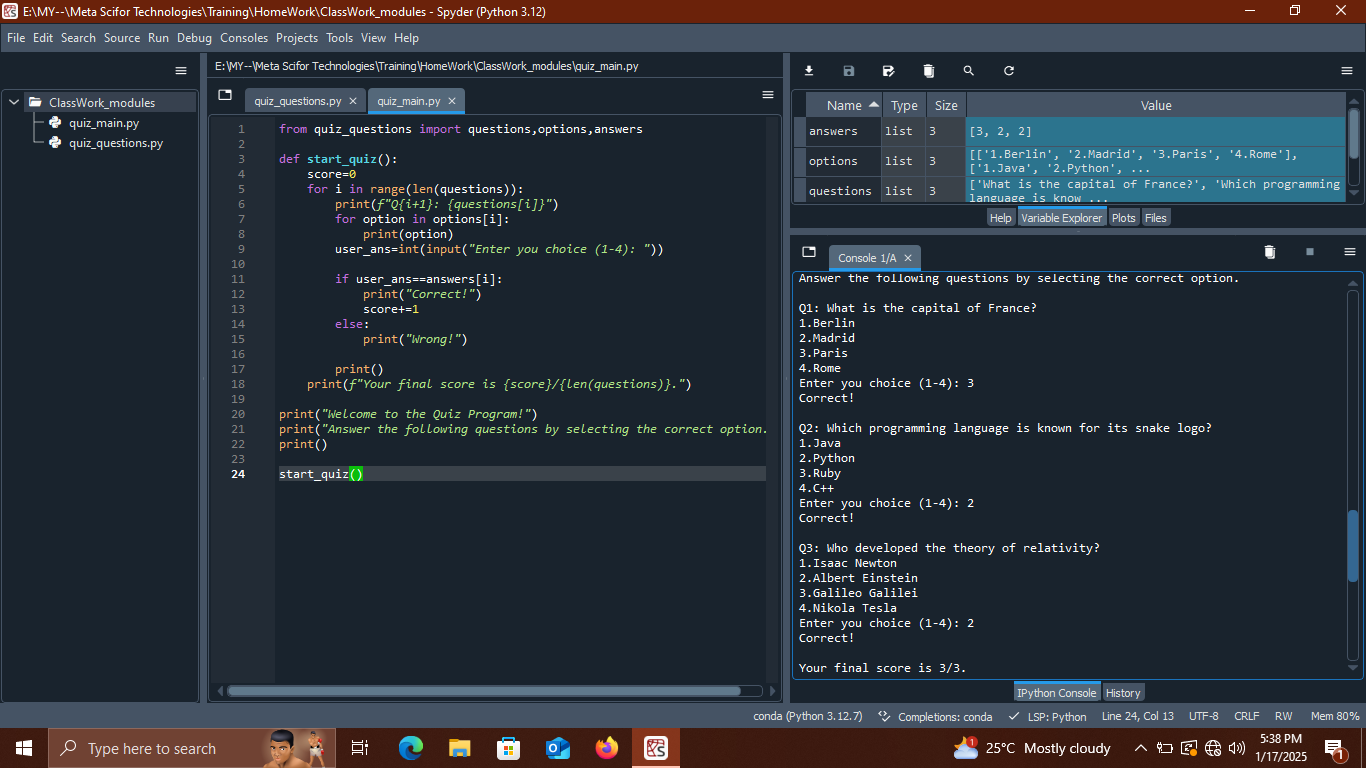 E:\MY--\Meta Scifor Technologies\Training\HomeWork\ClassWork_modules - Spyder (Python 3.12)
File Edit Search Source Run Debug Consoles Projects Tools View Help
ClassWork_modules
quiz_main.py
quiz_questions.py
E:\MY--\Meta Scifor Technologies\Training\HomeWork\ClassWork_modules\quiz_main.py
quiz_questions.py quiz_main.py
1 from quiz_questions import questions,options,answers
2
3 def start_quiz():
4 score=0
5 for i in range(len(questions)):
6 print(f"Q{i+1}: {questions[i]}")
7 for option in options[i]:
8 print(option)
9 user_ans=int(input("Enter you choice (1-4): "))
10
11 if user_ans==answers[i]:
12 print("Correct!")
13 score+=1
14 else:
15 print("Wrong!")
16
17 print()
18 print(f"Your final score is {score}/{len(questions)}.")
19
20 print("Welcome to the Quiz Program!")
21 print("Answer the following questions by selecting the correct option.
22 print()
23
24 start_quiz()
Name Type Size Value
answers list 3 [3, 2, 2]
options list 3 [['1.Berlin', '2.Madrid', '3.Paris', '4.Rome'],
['1.Java', '2.Python', ...
questions list 3 ['What is the capital of France?', 'Which programming
language is know ...
Help Variable Explorer Plots Files
Console 1/A
Answer the following questions by selecting the correct option.
Q1: What is the capital of France?
1.Berlin
2.Madrid
3.Paris
4.Rome
Enter you choice (1-4): 3
Correct!
Q2: Which programming language is known for its snake logo?
1.Java
2.Python
3.Ruby
4.C++
Enter you choice (1-4): 2
Correct!
Q3: Who developed the theory of relativity?
1.Isaac Newton
2.Albert Einstein
3.Galileo Galilei
4.Nikola Tesla
Enter you choice (1-4): 2
Correct!
Your final score is 3/3.
IPython Console History
conda (Python 3.12.7) Completions: conda LSP: Python Line 24, Col 13 UTF-8 CRLF RW Mem 80%
Type here to search
1
25°C Mostly cloudy
5:38 PM
1/17/2025
1